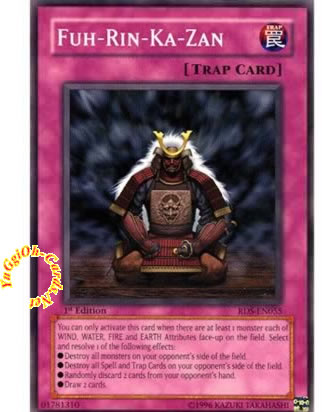 Fuh-Rin-Ka-Zan
TRAP
罠
[Trap Card]
YuGgiOh-Cards.Net
1st Edition RDS-EN055
You can only activate this card when there are at least 1 monster each of
WIND, WATER, FIRE and EARTH Attributes face-up on the field. Select
and resolve 1 of the following effects:
●Destroy all monsters on your opponent's side of the field.
●Destroy all Spell and Trap Cards on your opponent's side of the field.
●Randomly discard 2 cards from your opponent's hand.
●Draw 2 cards.
01781310 ©1996 KAZUKI TAKAHASHI